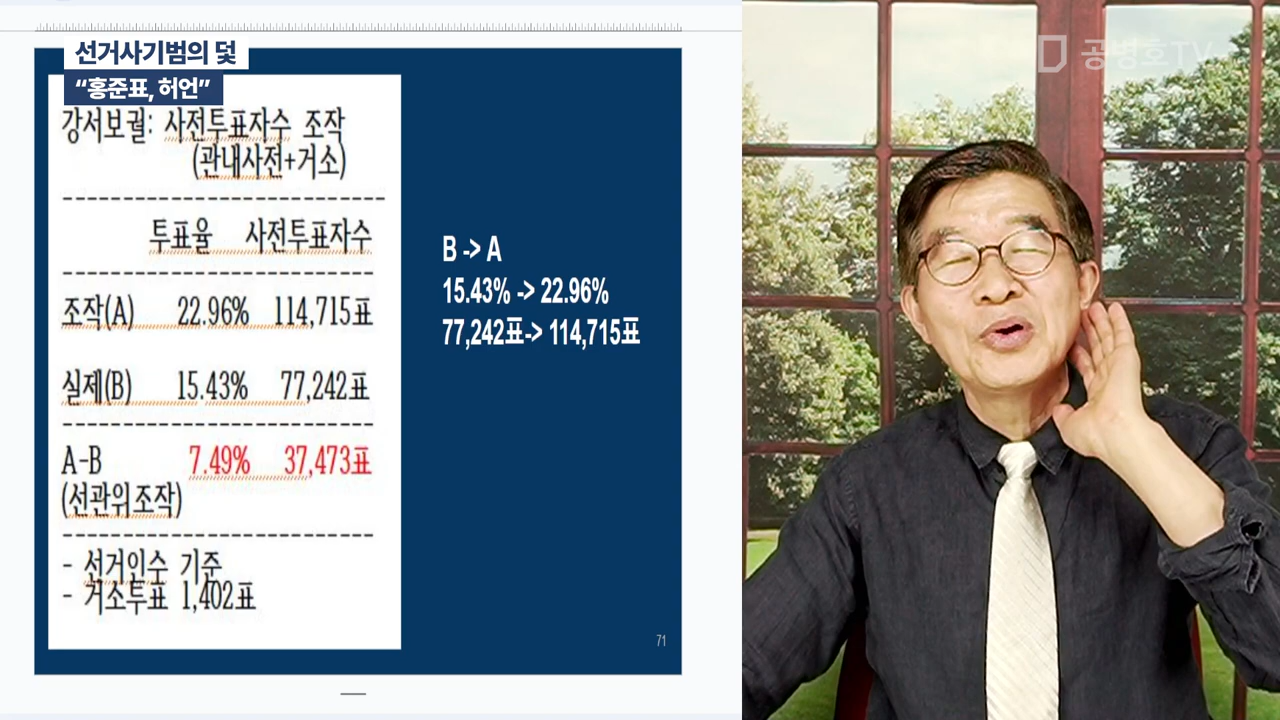 선거사기범의 덫
“홍준표, 허언”
강서보궐: 사전투표자수 조작
(관내사전+거소)
투표율 사전투표자수
조작(A) 22.96% 114,715표
실제(B) 15.43% 77,242표
A-B 7.49% 37,473표
(선관위조작)
- 선거인수 기준
- 거소투표 1,402표
B -> A
15.43% -> 22.96%
77,242표-> 114,715표
71
공병호TV